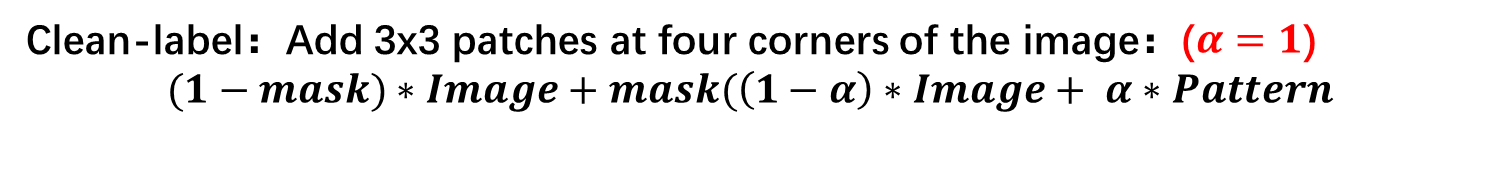 Clean-label：Add 3x3 patches at four corners of the image：(α = 1)
(1 − mask) ∗ Image + mask((1 − α) ∗ Image + α ∗ Pattern